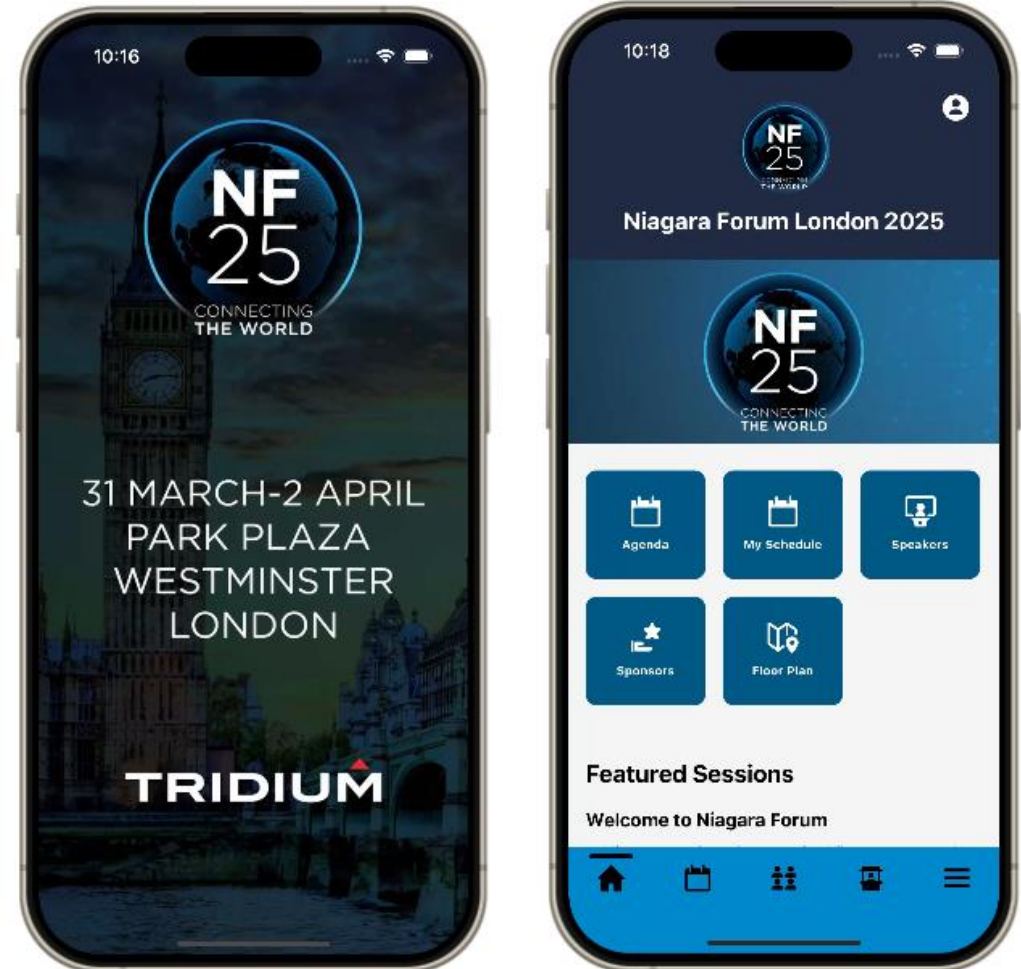 10:16
NF
25
CONNECTING
THE WORLD
31 MARCH-2 APRIL
PARK PLAZA
WESTMINSTER
LONDON
TRIDIUM
10:18
NF
25
CONNECTING
THE WORLD
Niagara Forum London 2025
NF
25
CONNECTING
THE WORLD
Agenda
My Schedule
Speakers
Sponsors
Floor Plan
Featured Sessions
Welcome to Niagara Forum